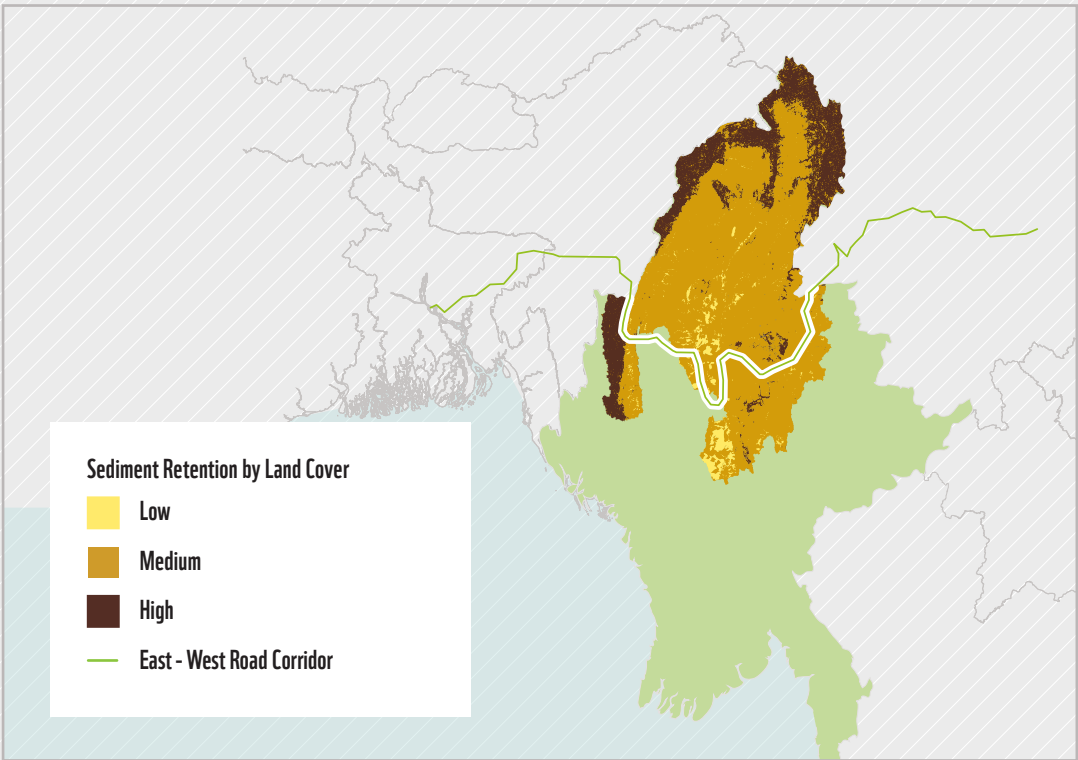 Sediment Retention by Land Cover
Low
Medium
High
East - West Road Corridor